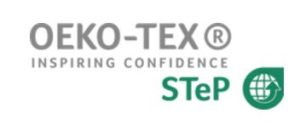 OEKO-TEX®
INSPIRING CONFIDENCE
STeP